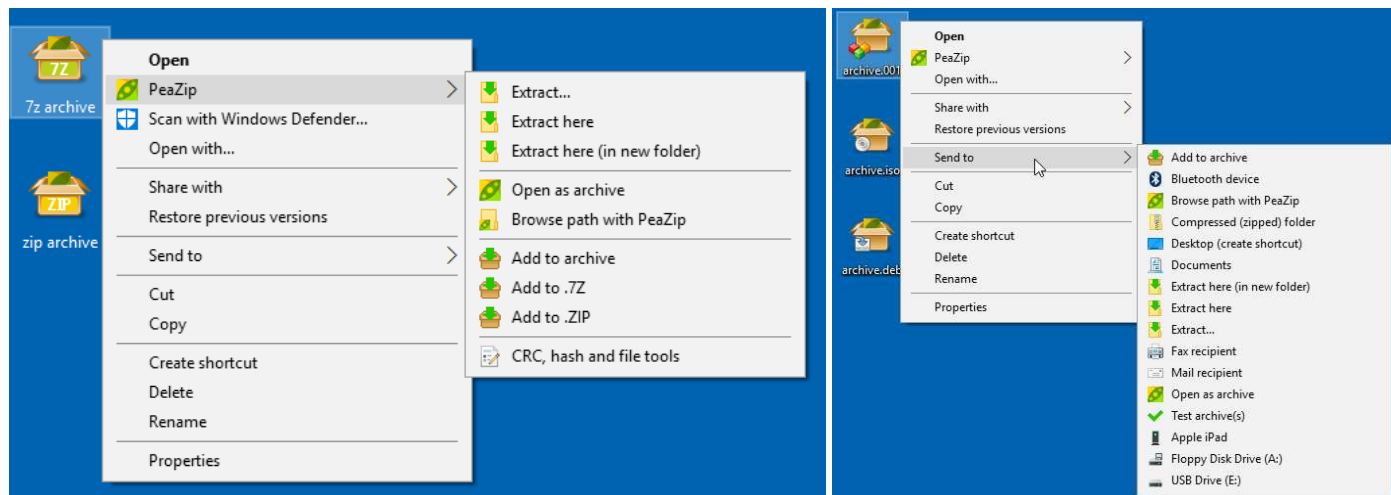 7Z
7z archive
ZIP
zip archive
Open
PeaZip
Scan with Windows Defender...
Open with...
Share with
Restore previous versions
Send to
Cut
Copy
Create shortcut
Delete
Rename
Properties
Extract...
Extract here
Extract here (in new folder)
Open as archive
Browse path with PeaZip
Add to archive
Add to .7Z
Add to .ZIP
CRC, hash and file tools
archive.001
archive.iso
archive.deb
Open
PeaZip
Open with...
Share with
Restore previous versions
Send to
Cut
Copy
Create shortcut
Delete
Rename
Properties
Add to archive
Bluetooth device
Browse path with PeaZip
Compressed (zipped) folder
Desktop (create shortcut)
Documents
Extract here (in new folder)
Extract here
Extract...
Fax recipient
Mail recipient
Open as archive
Test archive(s)
Apple iPad
Floppy Disk Drive (A:)
USB Drive (E:)